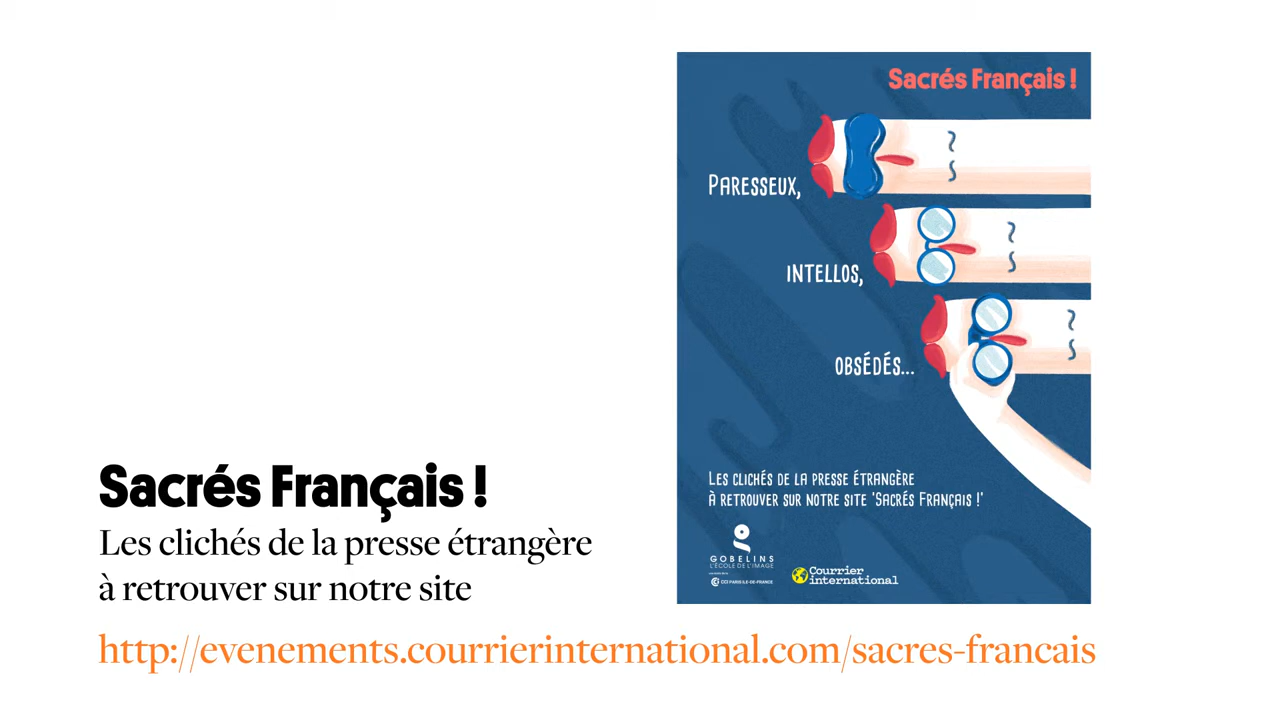 Sacrés Français !
PARESSEUX,
INTELLOS,
OBSÉDÉS...
LES CLICHÉS DE LA PRESSE ÉTRANGÈRE
À RETROUVER SUR NOTRE SITE 'SACRÉS FRANÇAIS !'
GOBELINS
L'ÉCOLE DE L'IMAGE
CCI PARIS ILE-DE-FRANCE
Courrier
international
Sacrés Français !
Les clichés de la presse étrangère
à retrouver sur notre site
http://evenements.courrierinternational.com/sacres-francais